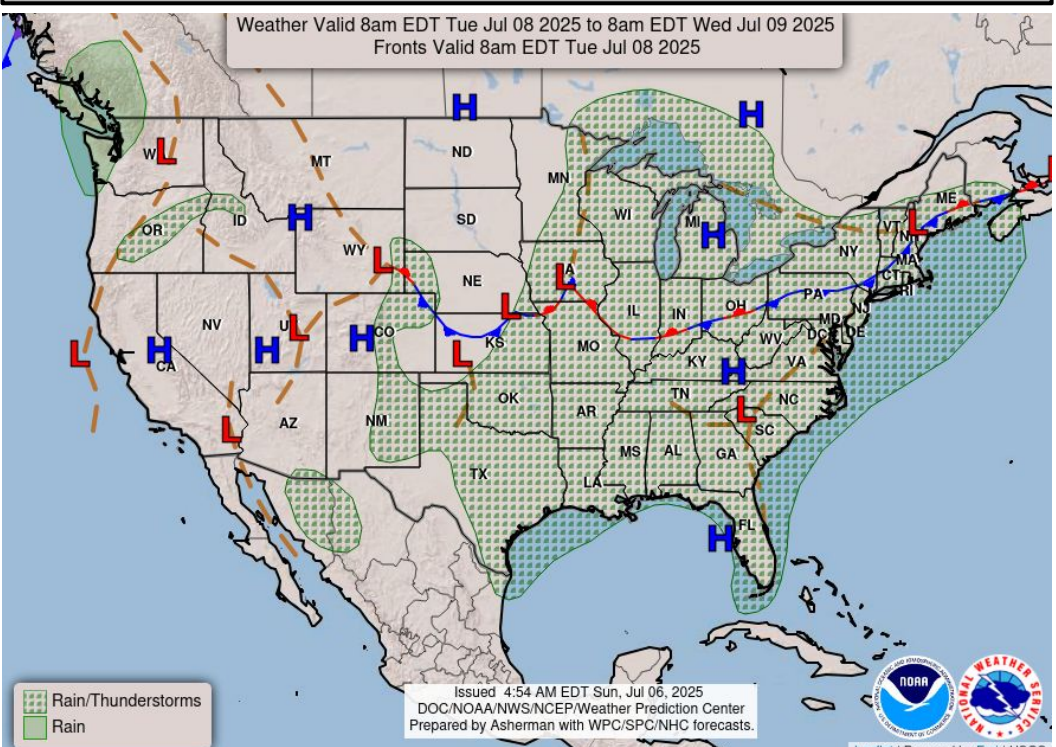 Weather Valid 8am EDT Tue Jul 08 2025 to 8am EDT Wed Jul 09 2025
Fronts Valid 8am EDT Tue Jul 08 2025
H
H
ND
MT
W
L
MN
SD
ID
H
OR
WI
MI
H
ME
L
VT
NY
MA
CT
RI
WY
L
NE
L
L
IL
IN
OH
PA
NJ
MD
DE
DC
WV
VA
NV
U
L
H
CO
KS
L
MO
KY
H
L
H
CA
H
AZ
NM
OK
AR
TN
NC
L
SC
L
TX
LA
MS
AL
GA
H
FL
Rain/Thunderstorms
Rain
Issued 4:54 AM EDT Sun, Jul 06, 2025
DOC/NOAA/NWS/NCEP/Weather Prediction Center
Prepared by Asherman with WPC/SPC/NHC forecasts.
NOAA
NATIONAL WEATHER SERVICE